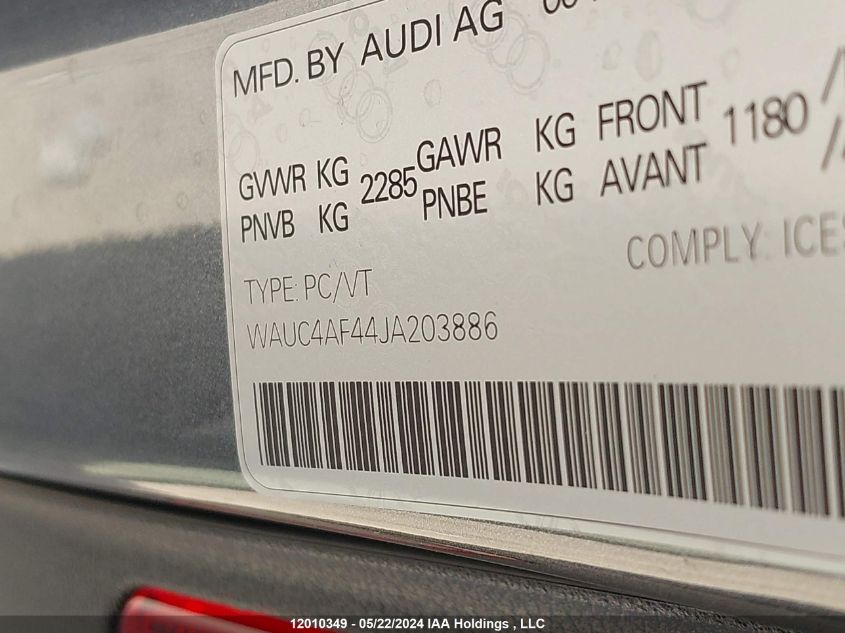 MFD. BY AUDI AG
GVWR KG 2285 GAWR KG FRONT 1180
PNVB KG PNBE KG AVANT
COMPLY: ICES
TYPE: PC/VT
WAUC4AF44JA203886
12010349 - 05/22/2024 IAA Holdings , LLC